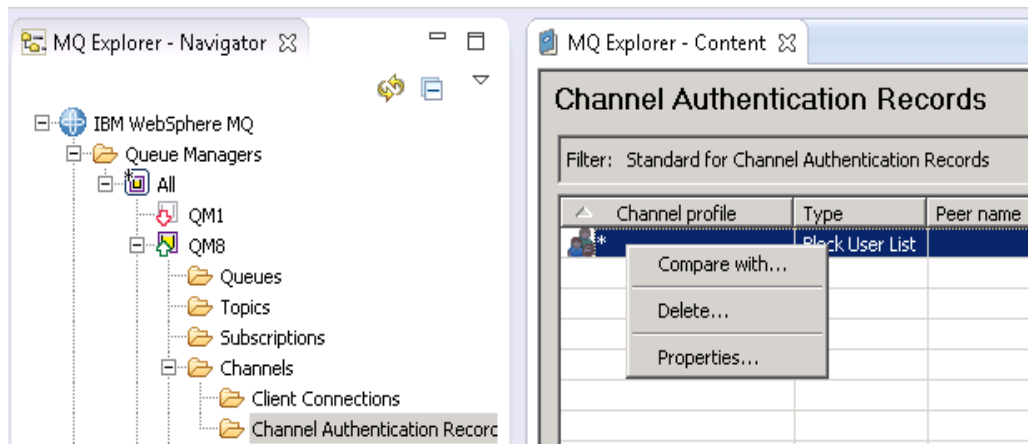 MQ Explorer - Navigator
IBM WebSphere MQ
Queue Managers
All
QM1
QM8
Queues
Topics
Subscriptions
Channels
Client Connections
Channel Authentication Recorc
MQ Explorer - Content
Channel Authentication Records
Filter: Standard for Channel Authentication Records
Channel profile Type Peer name
* Block User List
Compare with...
Delete...
Properties...